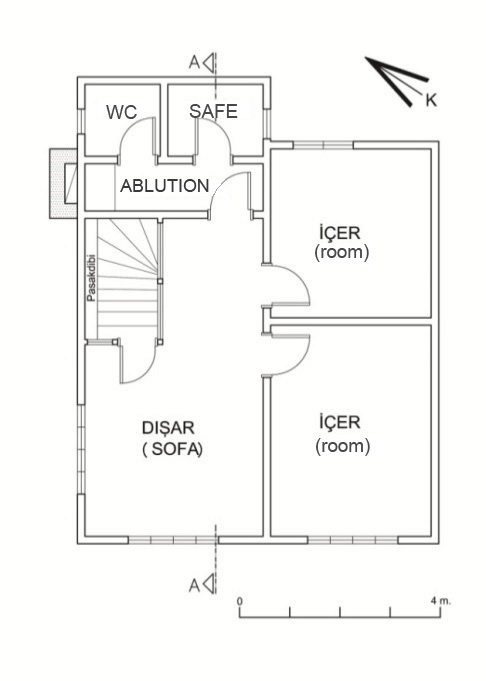 A
K
WC
SAFE
ABLUTION
İÇER
(room)
Pasakdibi
DIŞAR
( SOFA)
İÇER
(room)
A
0
4 m.